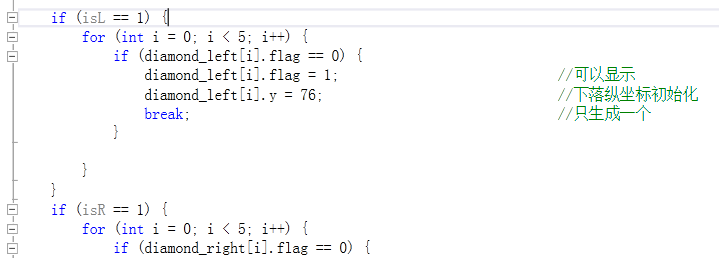 if (isL == 1) {
for (int i = 0; i < 5; i++) {
if (diamond_left[i].flag == 0) {
diamond_left[i].flag = 1; //可以显示
diamond_left[i].y = 76; //下落纵坐标初始化
break; //只生成一个
}
}
}
if (isR == 1) {
for (int i = 0; i < 5; i++) {
if (diamond_right[i].flag == 0) {